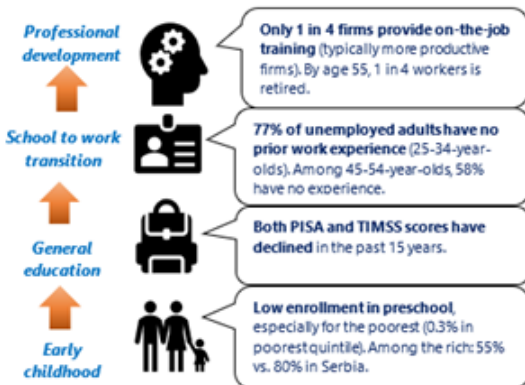 Professional
development
Only 1 in 4 firms provide on-the-job
training (typically more productive
firms). By age 55, 1 in 4 workers is
retired.
School to work
transition
77% of unemployed adults have no
prior work experience (25-34-year-
olds). Among 45-54-year-olds, 58%
have no experience.
General
education
Both PISA and TIMSS scores have
declined in the past 15 years.
Early
childhood
Low enrollment in preschool,
especially for the poorest (0.3% in
poorest quintile). Among the rich: 55%
vs. 80% in Serbia.